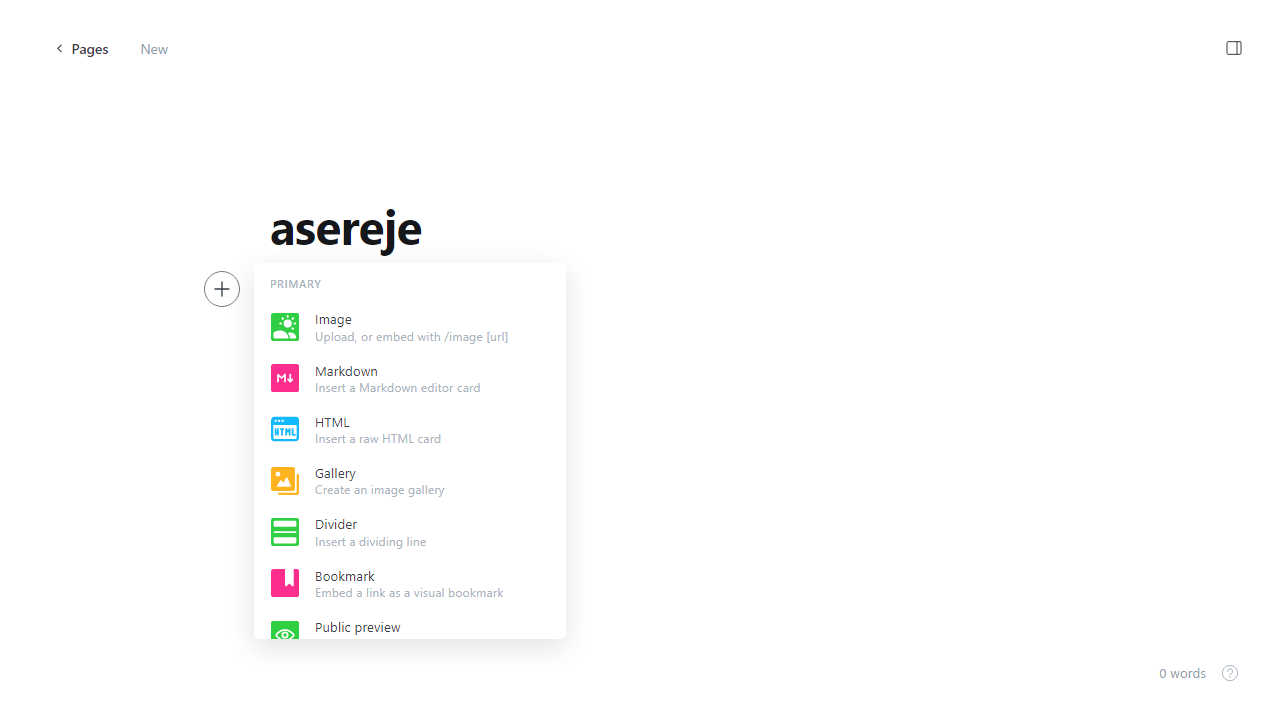 Pages New
asereje
PRIMARY
Image
Upload, or embed with /image [url]
M
Markdown
Insert a Markdown editor card
HTML
HTML
Insert a raw HTML card
Gallery
Create an image gallery
Divider
Insert a dividing line
Bookmark
Embed a link as a visual bookmark
Public preview
0 words ?